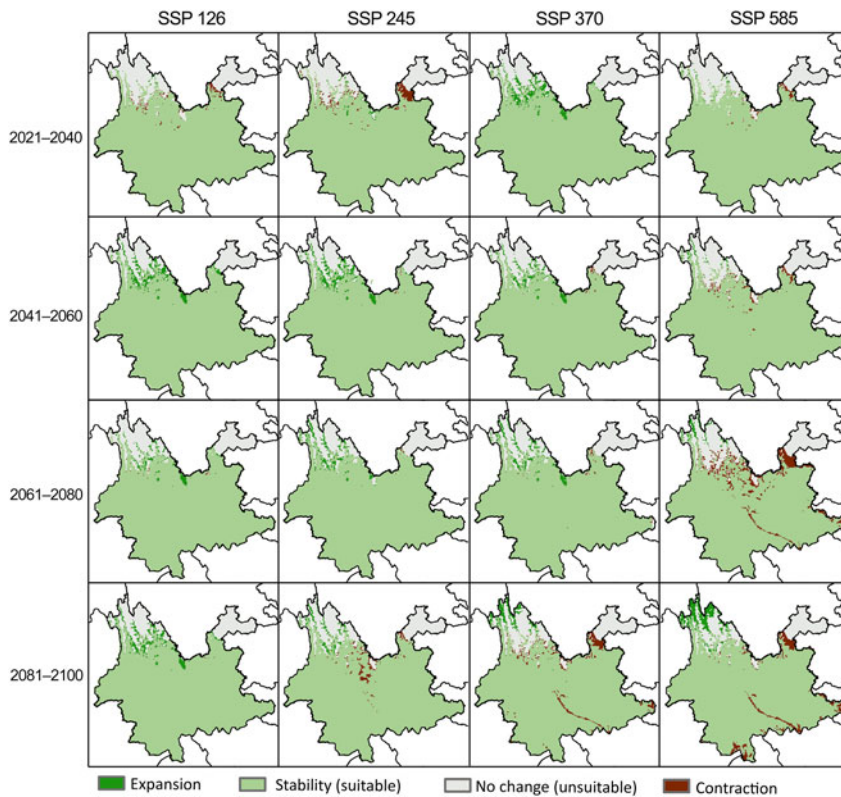 SSP 126 SSP 245 SSP 370 SSP 585
2021–2040
2041–2060
2061–2080
2081–2100
Expansion Stability (suitable) No change (unsuitable) Contraction